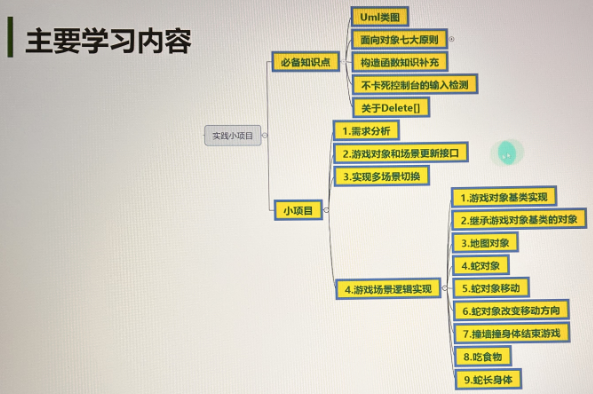 主要学习内容
实践小项目
必备知识点
Uml类图
面向对象七大原则
构造函数知识补充
不卡死控制台的输入检测
关于Delete[]
小项目
1.需求分析
2.游戏对象和场景更新接口
3.实现多场景切换
4.游戏场景逻辑实现
1.游戏对象基类实现
2.继承游戏对象基类的对象
3.地图对象
4.蛇对象
5.蛇对象移动
6.蛇对象改变移动方向
7.撞墙撞身体结束游戏
8.吃食物
9.蛇长身体